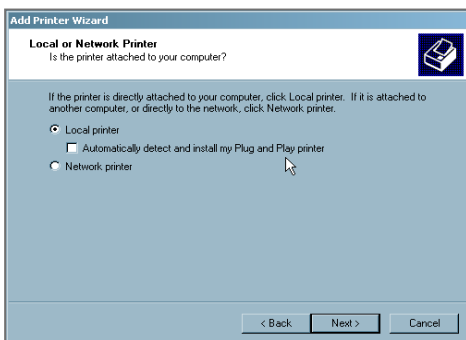 Add Printer Wizard
Local or Network Printer
Is the printer attached to your computer?
If the printer is directly attached to your computer, click Local printer. If it is attached to
another computer, or directly to the network, click Network printer.
Local printer
Automatically detect and install my Plug and Play printer
Network printer
< Back
Next >
Cancel